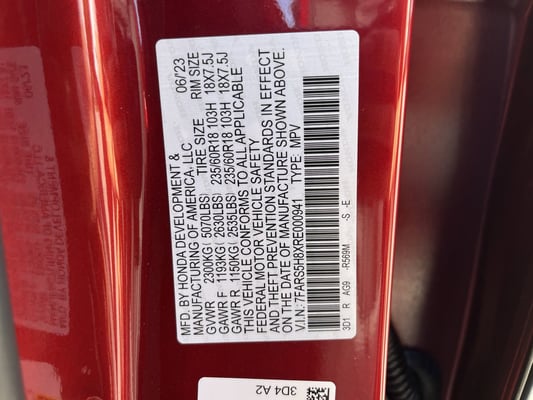 MFD. BY HONDA DEVELOPMENT & 06/23
MANUFACTURING OF AMERICA, LLC
TIRE SIZE RIM SIZE
GVWR 2300KG( 5070LBS)
GAWR F 1193KG( 2630LBS) 235/60R18 103H 18X7.5J
GAWR R 1150KG( 2535LBS) 235/60R18 103H 18X7.5J
THIS VEHICLE CONFORMS TO ALL APPLICABLE
FEDERAL MOTOR VEHICLE SAFETY
AND THEFT PREVENTION STANDARDS IN EFFECT
ON THE DATE OF MANUFACTURE SHOWN ABOVE.
V.I.N.: 7FARS5H8XRE000941 TYPE: MPV
3D1 R AG9 -R569M -S -E
3D4 A2